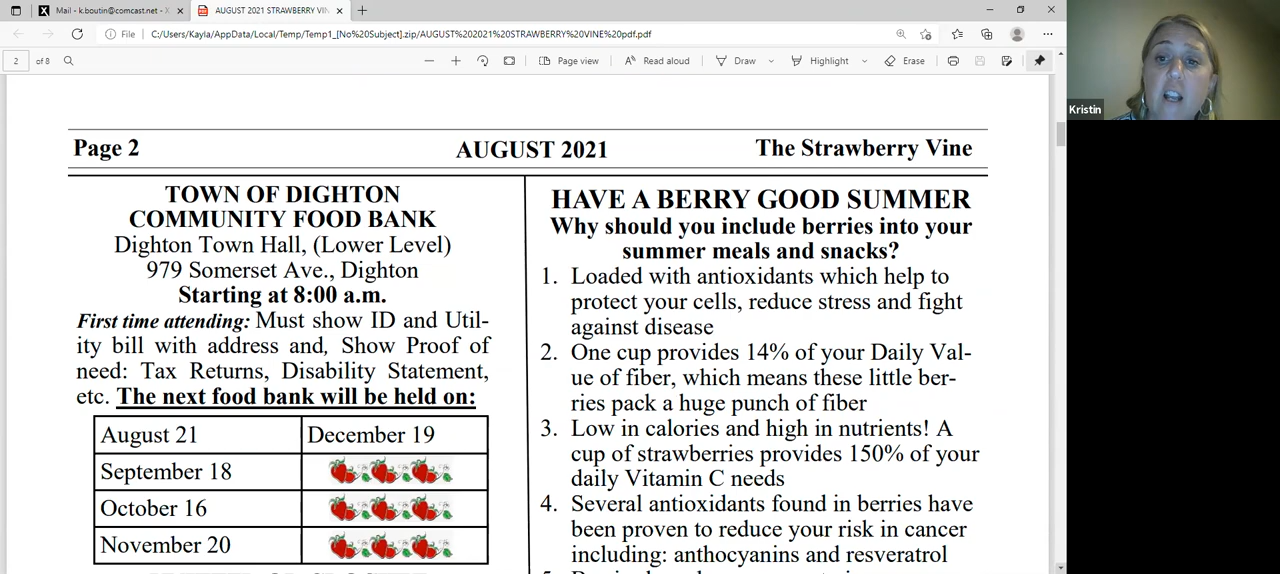 Mail - k.boutin@comcast.net - X
AUGUST 2021 STRAWBERRY VIN
File
C:/Users/Kayla/AppData/Local/Temp/Temp1_[No%20Subject].zip/AUGUST%202021%20STRAWBERRY%20VINE%20pdf.pdf
2 of 8
Page view
Read aloud
Draw
Highlight
Erase
Kristin
Page 2 AUGUST 2021 The Strawberry Vine
TOWN OF DIGHTON
COMMUNITY FOOD BANK
Dighton Town Hall, (Lower Level)
979 Somerset Ave., Dighton
Starting at 8:00 a.m.
First time attending: Must show ID and Util-
ity bill with address and, Show Proof of
need: Tax Returns, Disability Statement,
etc. The next food bank will be held on:
August 21 December 19
September 18
October 16
November 20
HAVE A BERRY GOOD SUMMER
Why should you include berries into your
summer meals and snacks?
1. Loaded with antioxidants which help to
protect your cells, reduce stress and fight
against disease
2. One cup provides 14% of your Daily Val-
ue of fiber, which means these little ber-
ries pack a huge punch of fiber
3. Low in calories and high in nutrients! A
cup of strawberries provides 150% of your
daily Vitamin C needs
4. Several antioxidants found in berries have
been proven to reduce your risk in cancer
including: anthocyanins and resveratrol